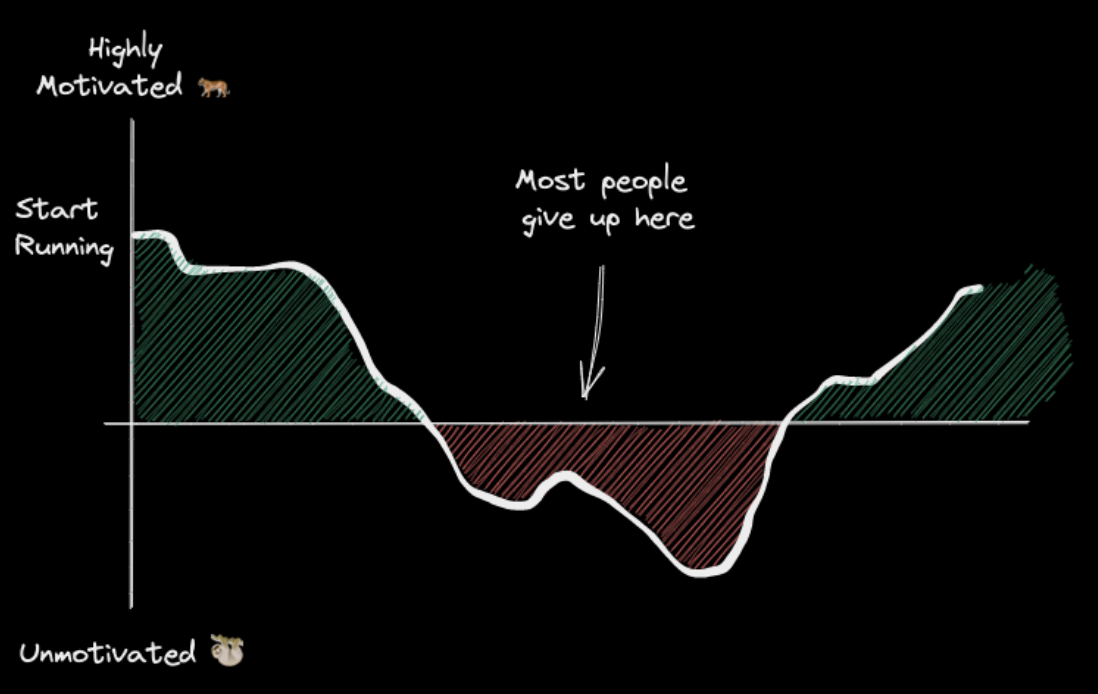 Highly
Motivated
Start
Running
Most people
give up here
Unmotivated